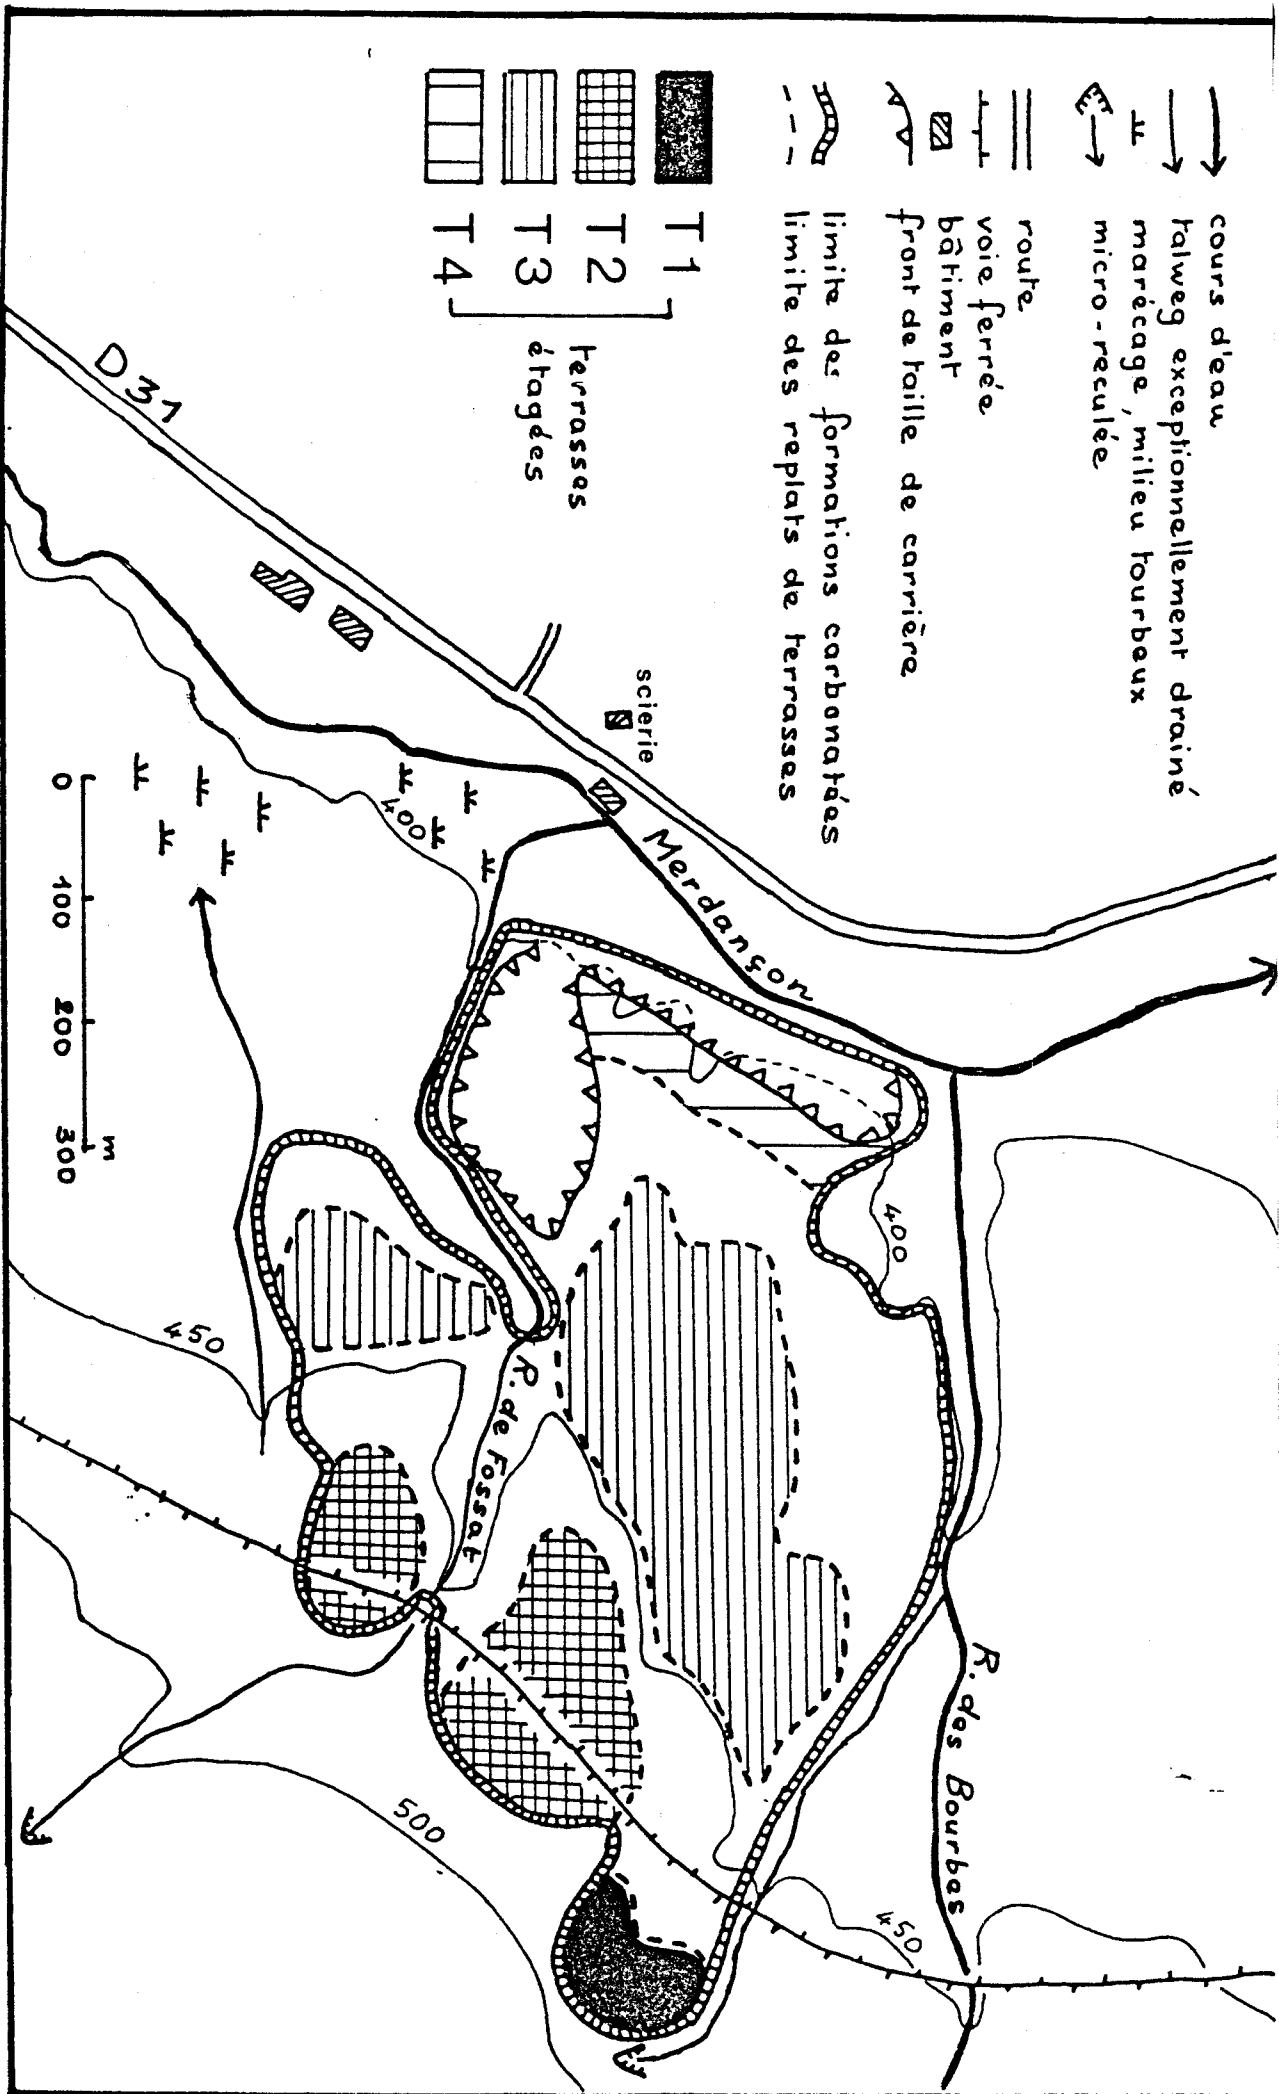 cours d'eau
talweg exceptionnellement drainé
marécage, milieu tourbeux
micro-reculée
route
voie ferrée
bâtiment
front de taille de carrière
limite des formations carbonatées
limite des replats de terrasses
T1
T2
T3
T4
terrasses
étagées
D31
scierie
Merdançon
400
400
R. de Fossat
R. des Bourbes
450
450
500
0 100 200 300
m